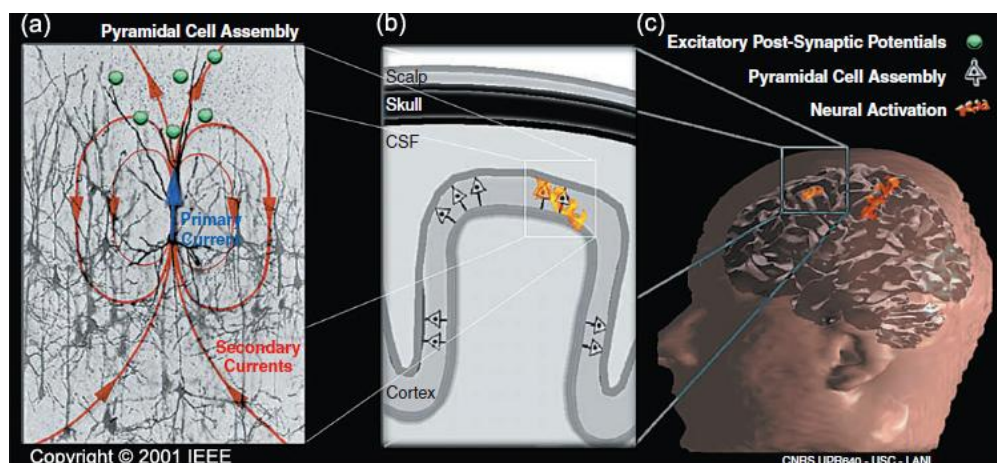 (a)
Pyramidal Cell Assembly
Primary
Current
Secondary
Currents
Copyright © 2001 IEEE
(b)
Scalp
Skull
CSF
Cortex
(c)
Excitatory Post-Synaptic Potentials
Pyramidal Cell Assembly
Neural Activation
CNRS UPR640 - USC - LANL